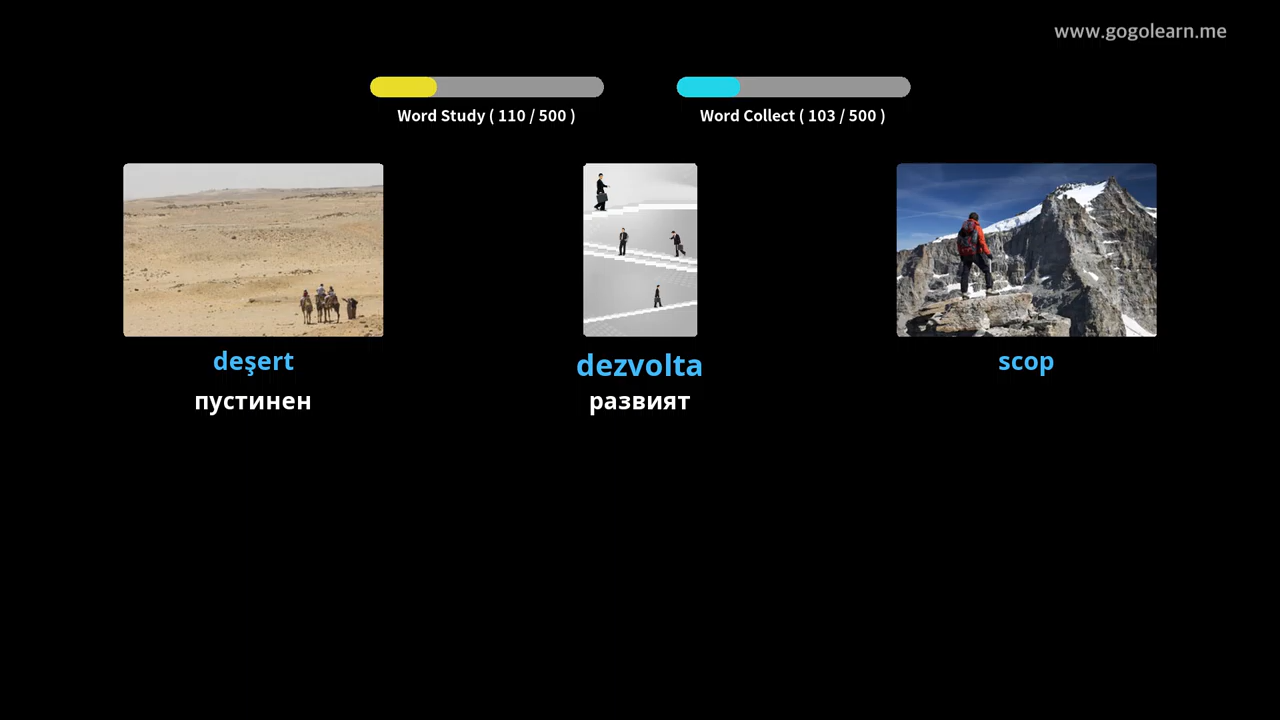 www.gogolearn.me
Word Study ( 110 / 500 )
Word Collect ( 103 / 500 )
deşert
dezvolta
scop
пустинен
развият